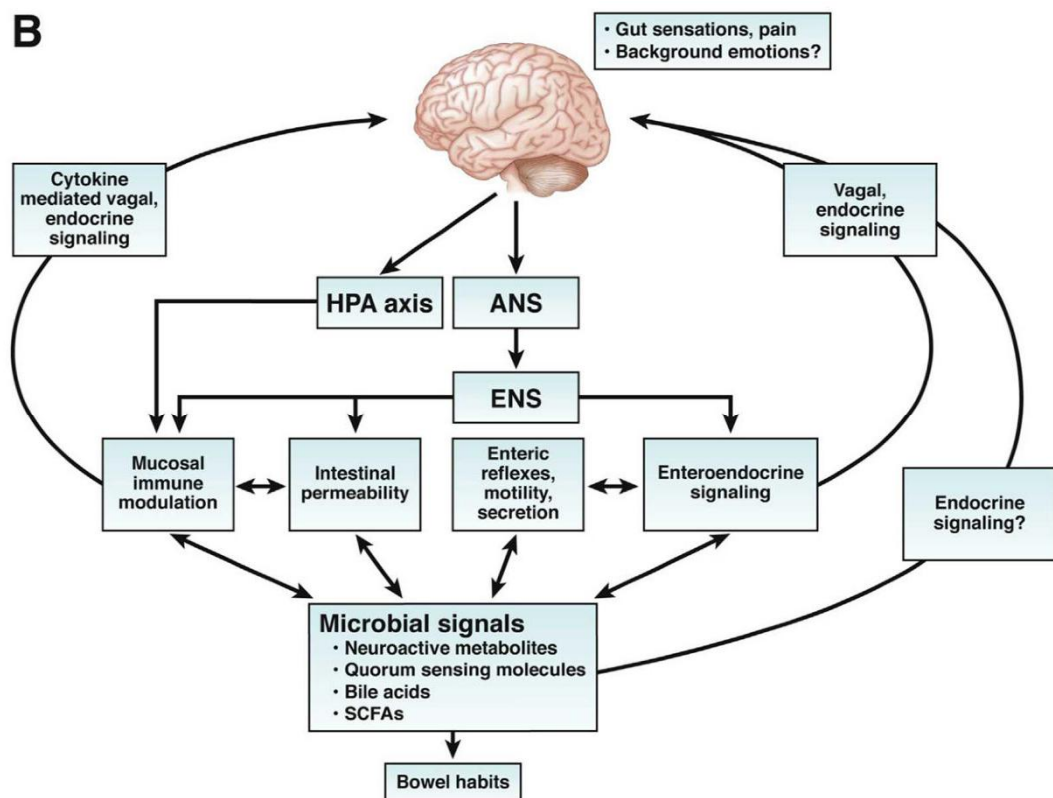 B
· Gut sensations, pain
· Background emotions?
Cytokine
mediated vagal,
endocrine
signaling
Vagal,
endocrine
signaling
HPA axis
ANS
ENS
Mucosal
immune
modulation
Intestinal
permeability
Enteric
reflexes,
motility,
secretion
Enteroendocrine
signaling
Endocrine
signaling?
Microbial signals
· Neuroactive metabolites
· Quorum sensing molecules
· Bile acids
· SCFAs
Bowel habits